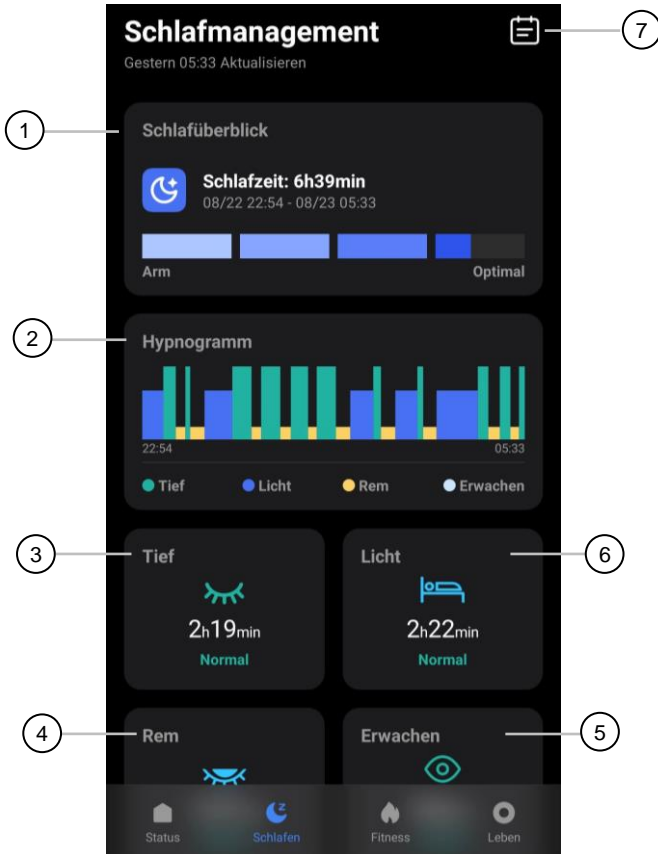 Schlafmanagement
Gestern 05:33 Aktualisieren
7
1
Schlafüberblick
Schlafzeit: 6h39min
08/22 22:54 - 08/23 05:33
Arm Optimal
2
Hypnogramm
22:54 05:33
Tief Licht Rem Erwachen
3
Tief
2h19min
Normal
Licht
6
2h22min
Normal
4
Rem
Erwachen
5
z
Status Schlafen Fitness Leben